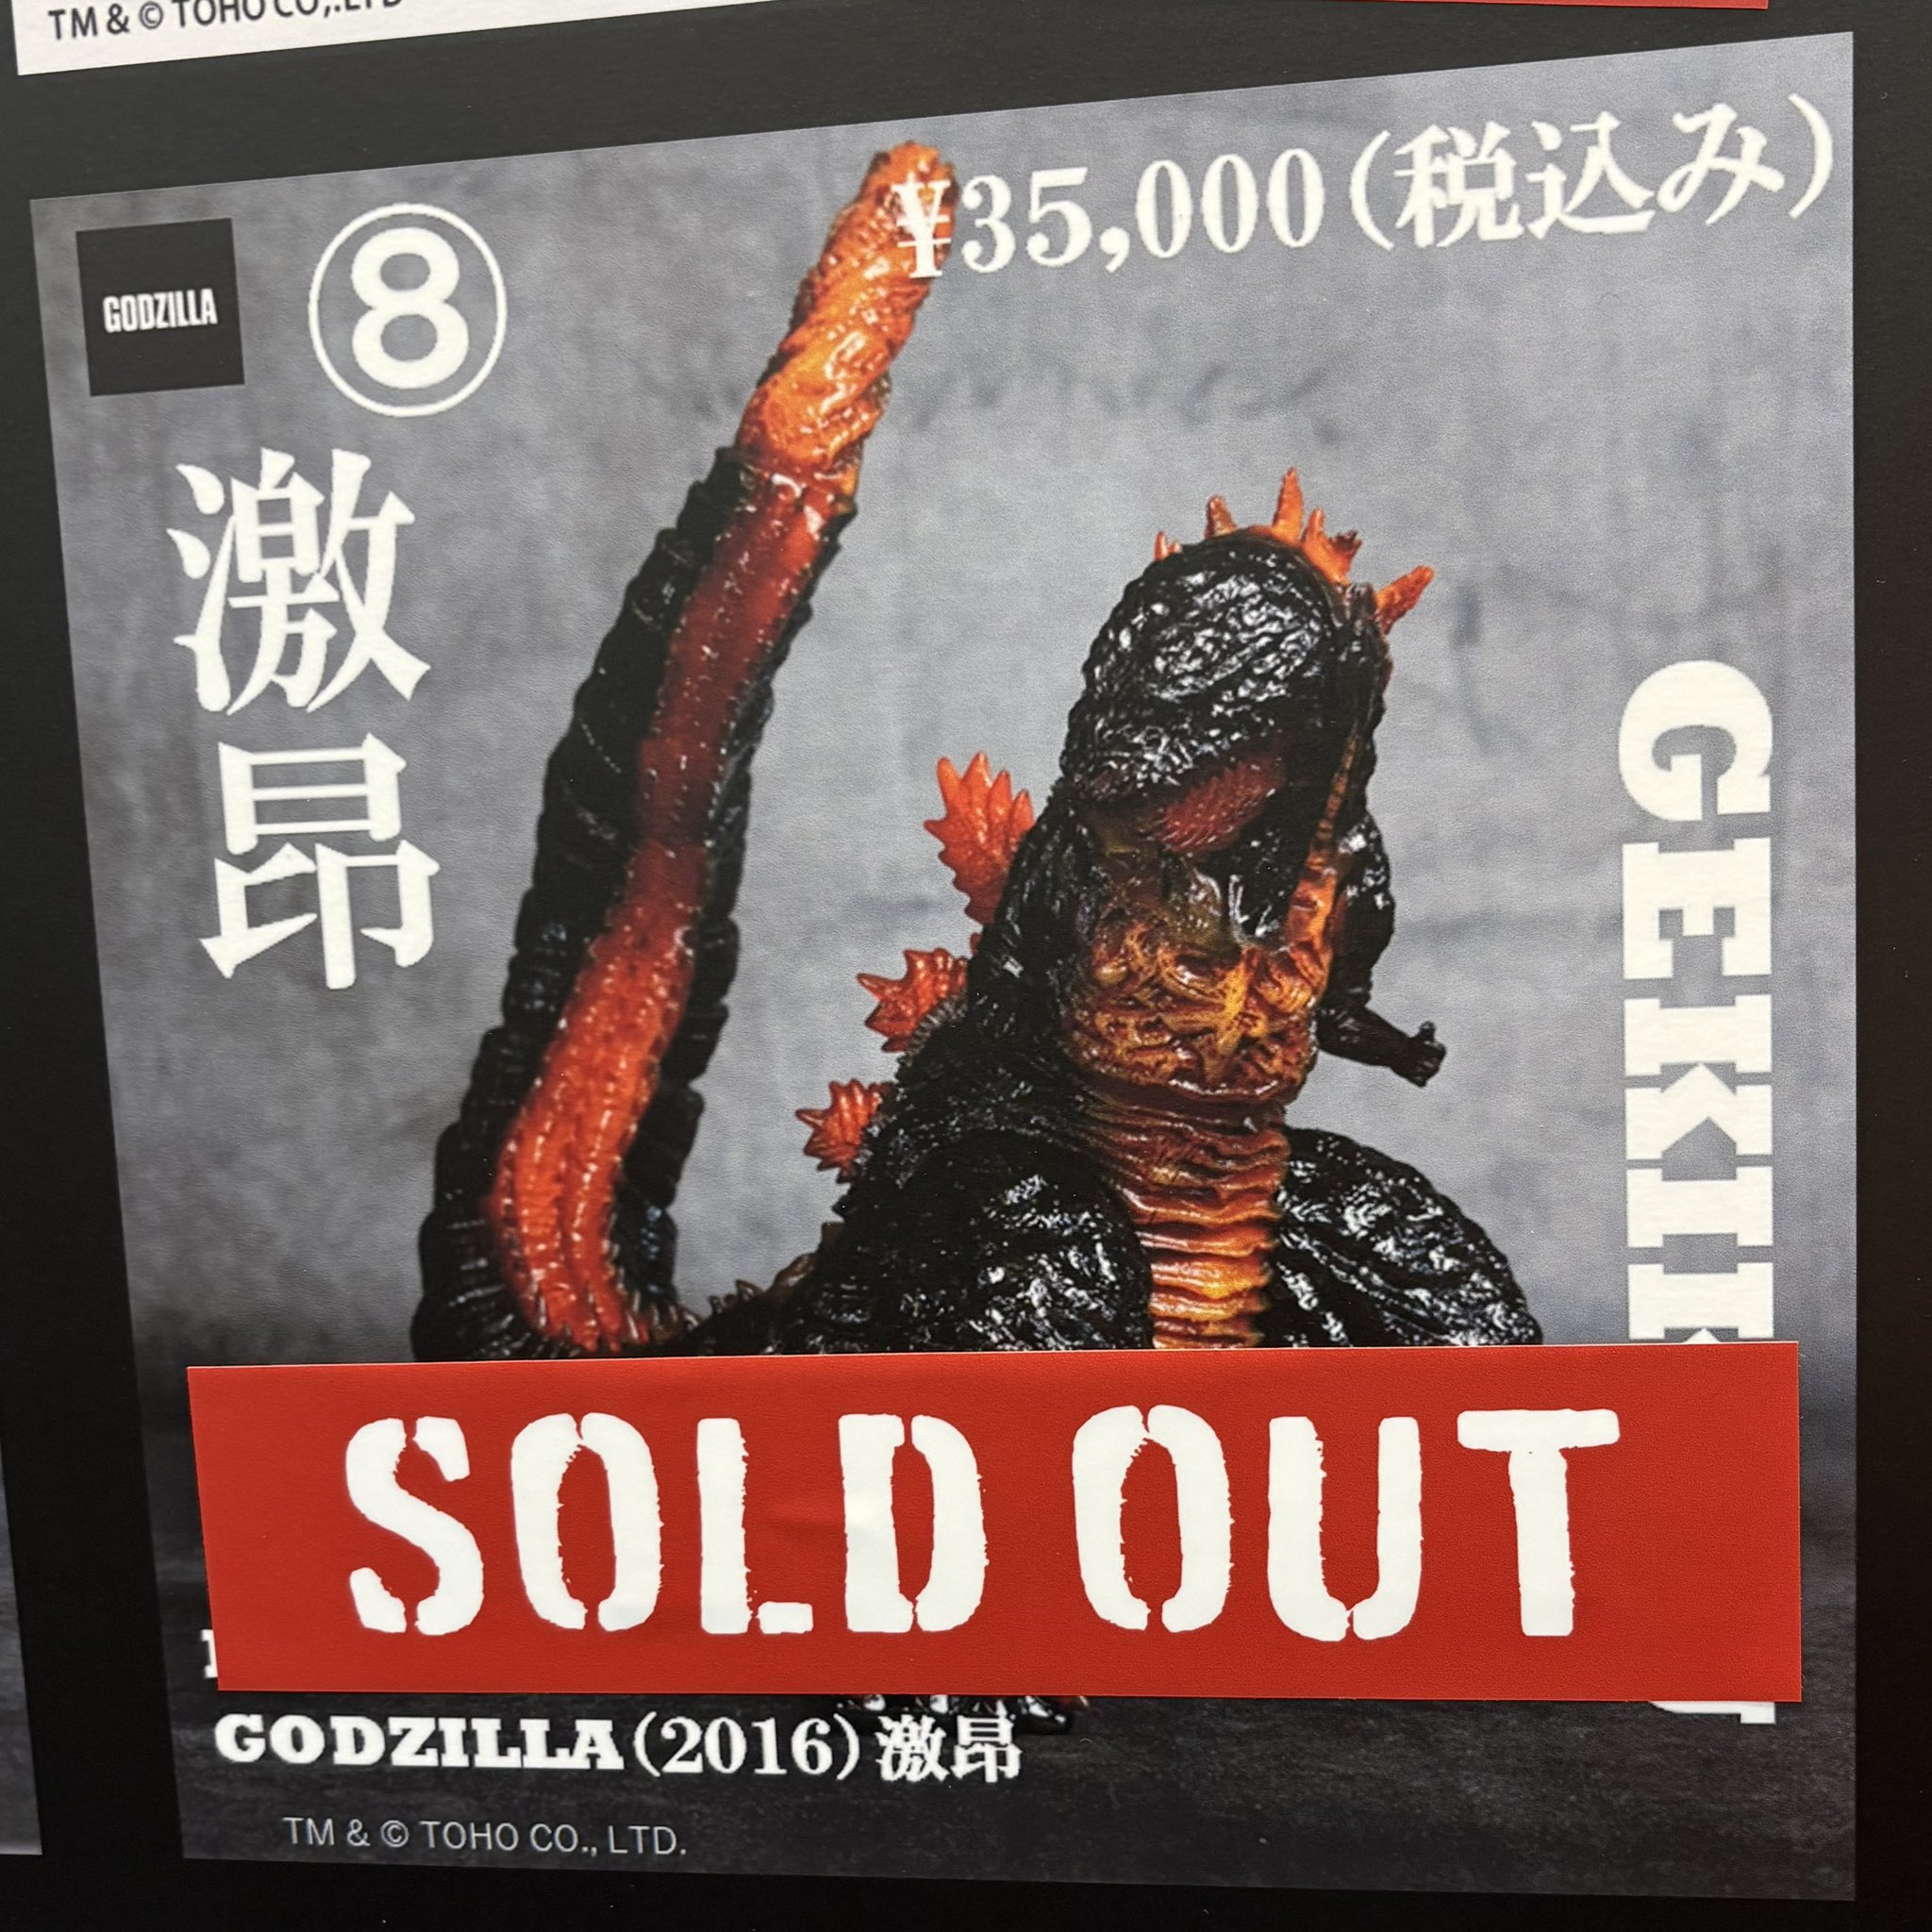 TM & © TOHO CO,.LTD
GODZILLA
⑧
¥35,000(税込み)
激昂
GEKI
SOLD OUT
GODZILLA(2016)激昂
TM & © TOHO CO., LTD.